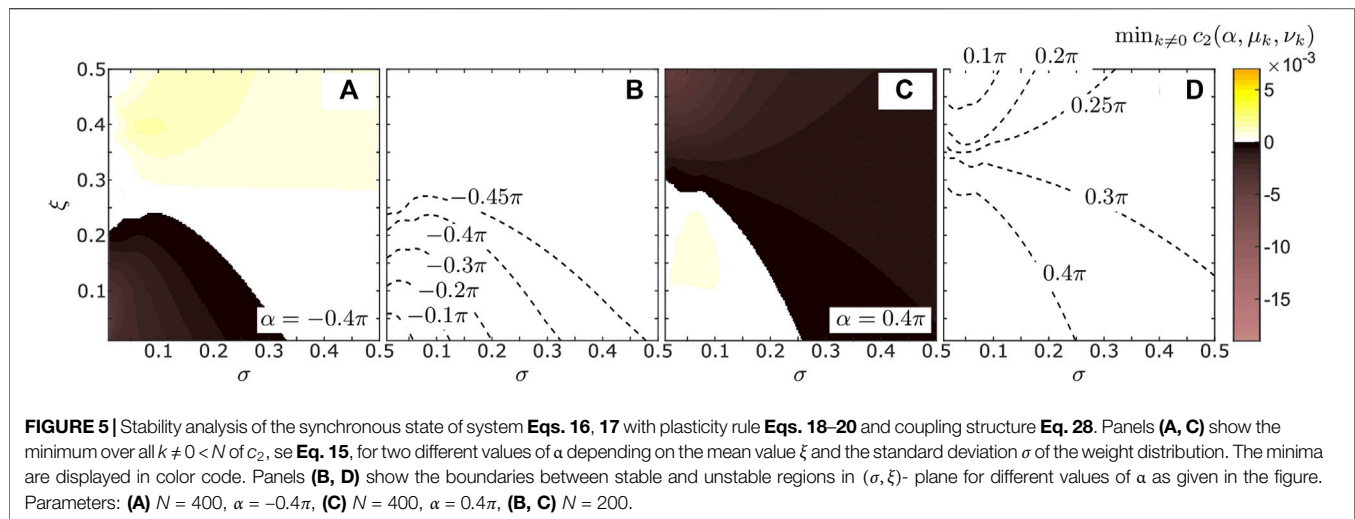 min_{k≠0} c₂(α, μ_k, ν_k)
×10⁻³
5
0
-5
-10
-15
0.5
0.4
0.3
0.2
0.1
ξ
A
α = −0.4π
0.1 0.2 0.3 0.4 0.5
σ
B
−0.45π
−0.4π
−0.3π
−0.2π
−0.1π
0.1 0.2 0.3 0.4 0.5
σ
C
α = 0.4π
0.1 0.2 0.3 0.4 0.5
σ
D
0.1π
0.2π
0.25π
0.3π
0.4π
0.1 0.2 0.3 0.4 0.5
σ
FIGURE 5 | Stability analysis of the synchronous state of system Eqs. 16, 17 with plasticity rule Eqs. 18–20 and coupling structure Eq. 28. Panels (A, C) show the
minimum over all k ≠ 0 < N of c₂, se Eq. 15, for two different values of α depending on the mean value ξ and the standard deviation σ of the weight distribution. The minima
are displayed in color code. Panels (B, D) show the boundaries between stable and unstable regions in (σ, ξ)- plane for different values of α as given in the figure.
Parameters: (A) N = 400, α = −0.4π, (C) N = 400, α = 0.4π, (B, C) N = 200.